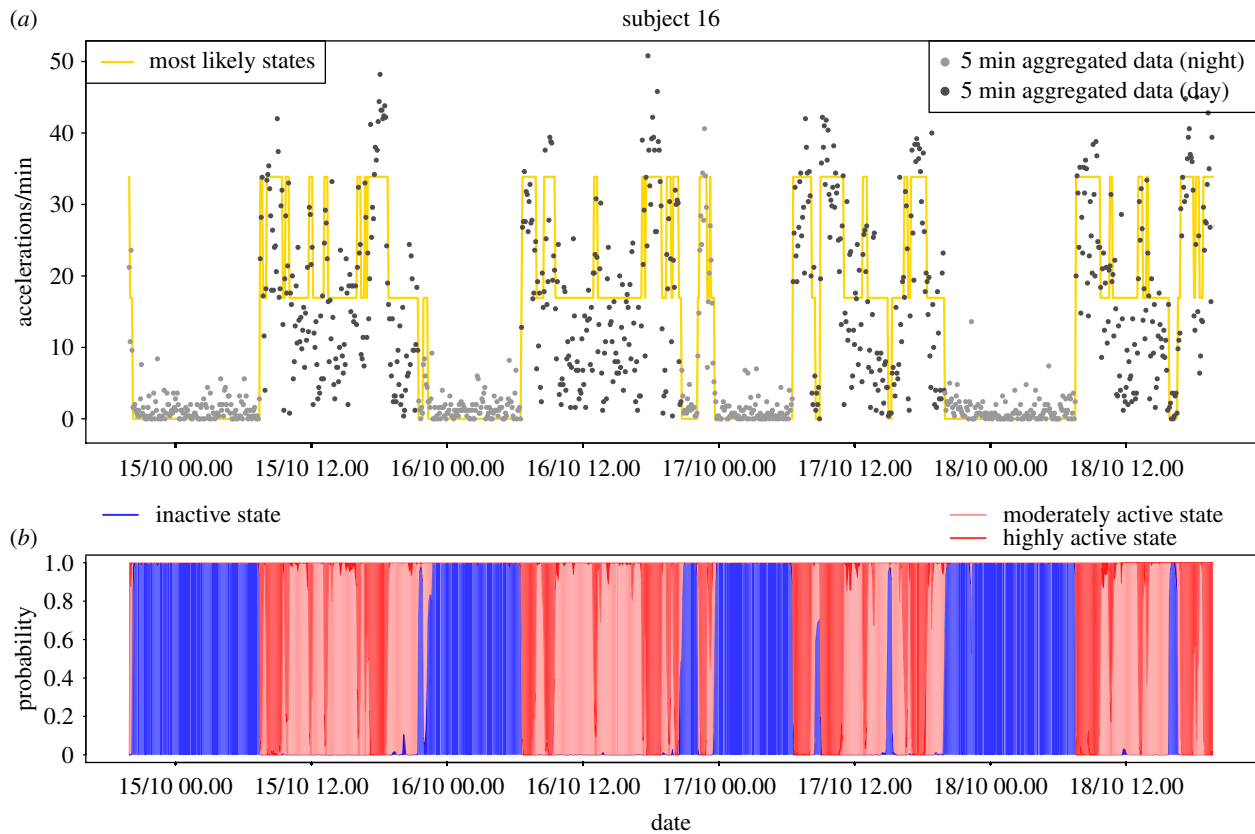 (a)
subject 16
most likely states
5 min aggregated data (night)
5 min aggregated data (day)
accelerations/min
50
40
30
20
10
0
15/10 00.00 15/10 12.00 16/10 00.00 16/10 12.00 17/10 00.00 17/10 12.00 18/10 00.00 18/10 12.00
inactive state
moderately active state
highly active state
(b)
probability
1.0
0.8
0.6
0.4
0.2
0
15/10 00.00 15/10 12.00 16/10 00.00 16/10 12.00 17/10 00.00 17/10 12.00 18/10 00.00 18/10 12.00
date